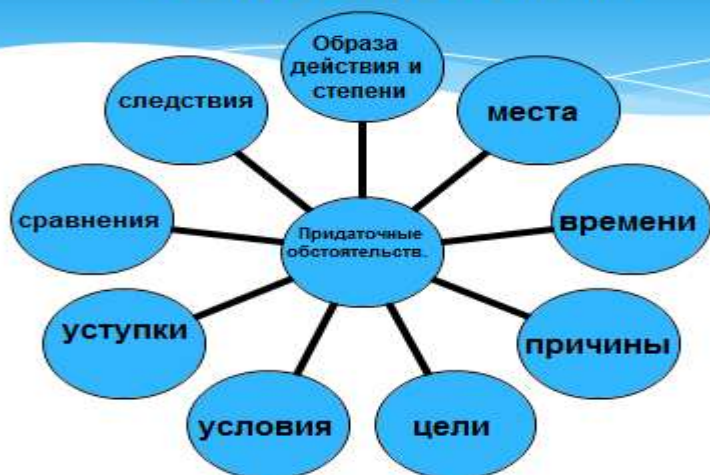 Образа
действия и
степени
места
времени
причины
цели
условия
уступки
сравнения
следствия
Придаточные
обстоятельств.